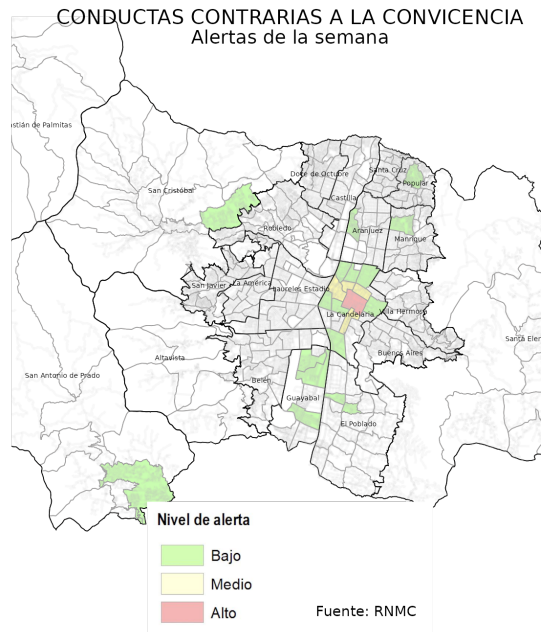 CONDUCTAS CONTRARIAS A LA CONVICENCIA
Alertas de la semana
stián de Palmitas
Doce de Octubre
Santa Cruz
Popular
San Cristóbal
Castilla
Robledo
Aranjuez
Manrique
San Javier
La América
Laureles Estadio
La Candelaria
Villa Hermosa
Buenos Aires
Santa Elen
Altavista
San Antonio de Prado
Belén
Guayabal
El Poblado
Nivel de alerta
Bajo
Medio
Alto
Fuente: RNMC